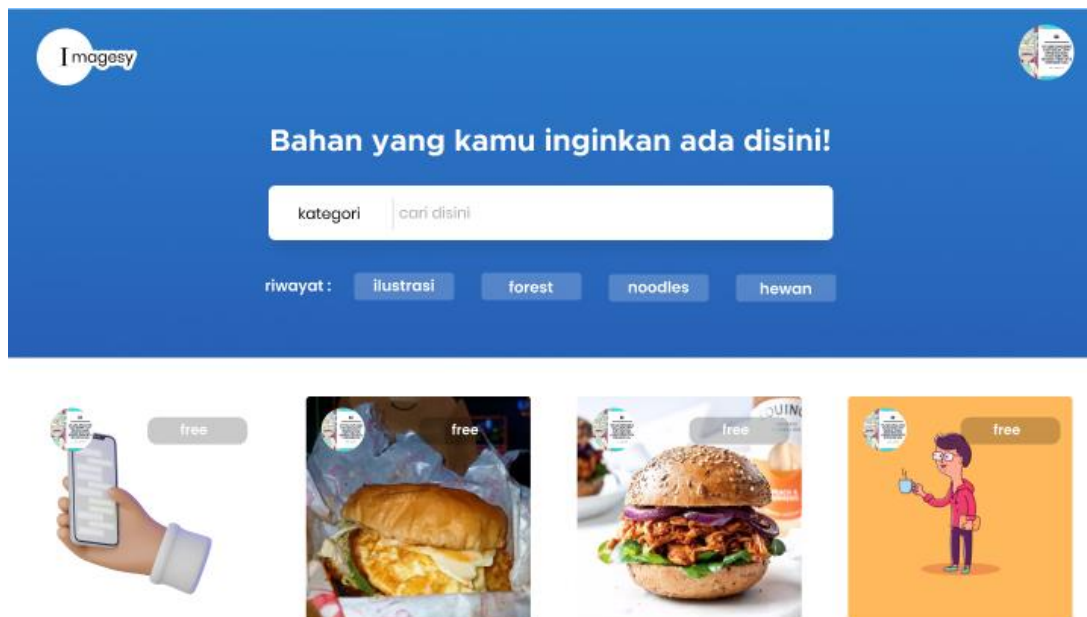 Imagesy
Bahan yang kamu inginkan ada disini!
kategori cari disini
riwayat : ilustrasi forest noodles hewan
free free free free